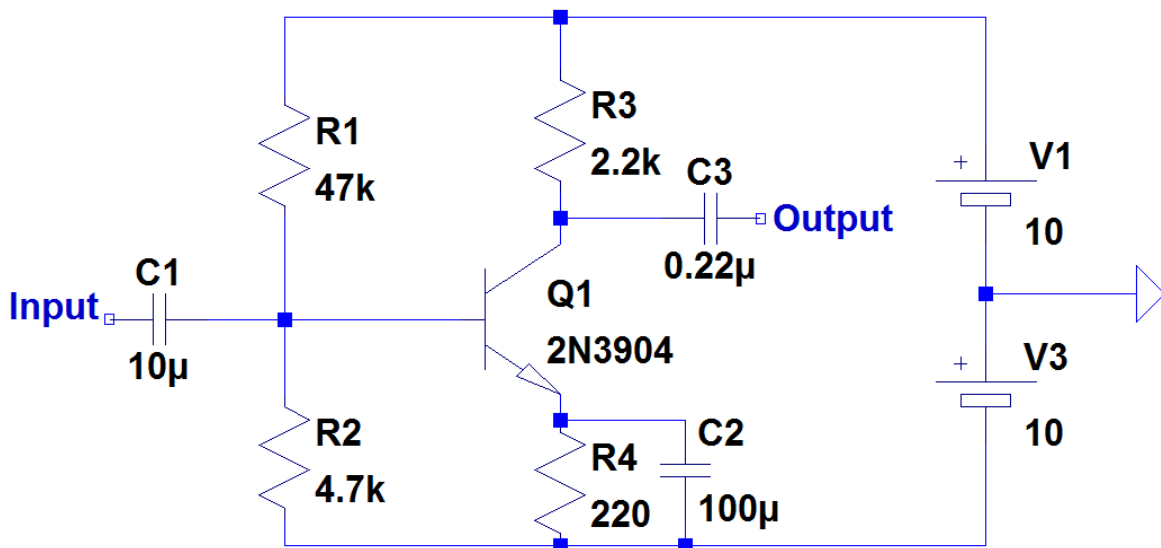 R1
47k
R3
2.2k
C3
0.22µ
Output
V1
+
10
C1
Input
10µ
Q1
2N3904
V3
+
10
R2
4.7k
R4
220
C2
100µ